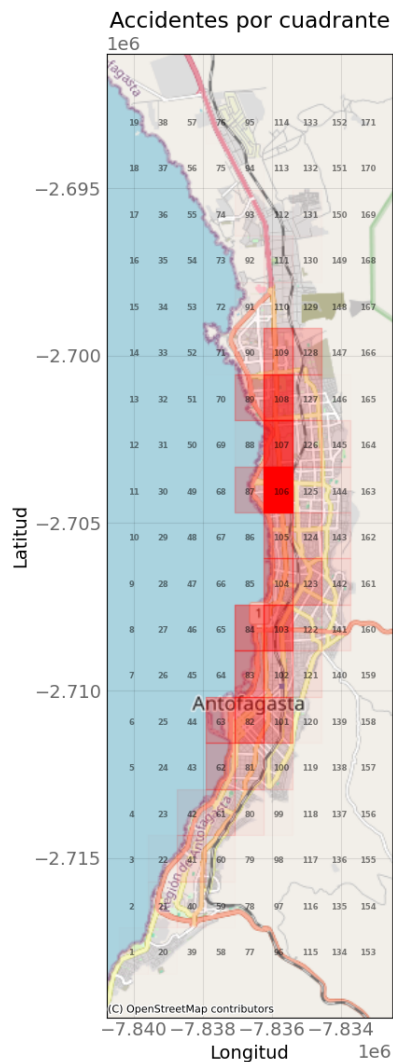 Accidentes por cuadrante
1e6
19 38 57 76 95 114 133 152 171
18 37 56 75 94 113 132 151 170
−2.695
17 36 55 74 93 112 131 150 169
16 35 54 73 92 111 130 149 168
15 34 53 72 91 110 129 148 167
−2.700
14 33 52 71 90 109 128 147 166
13 32 51 70 89 108 127 146 165
12 31 50 69 88 107 126 145 164
11 30 49 68 87 106 125 144 163
−2.705
10 29 48 67 86 105 124 143 162
9 28 47 66 85 104 123 142 161
1
8 27 46 65 84 103 122 141 160
7 26 45 64 83 102 121 140 159
−2.710
Antofagasta
6 25 44 63 82 101 120 139 158
5 24 43 62 81 100 119 138 157
4 23 42 61 80 99 118 137 156
−2.715
3 22 41 60 79 98 117 136 155
Región de Antofagasta
2 21 40 59 78 97 116 135 154
1 20 39 58 77 96 115 134 153
(C) OpenStreetMap contributors
−7.840 −7.838 −7.836 −7.834
1e6
Longitud
Latitud